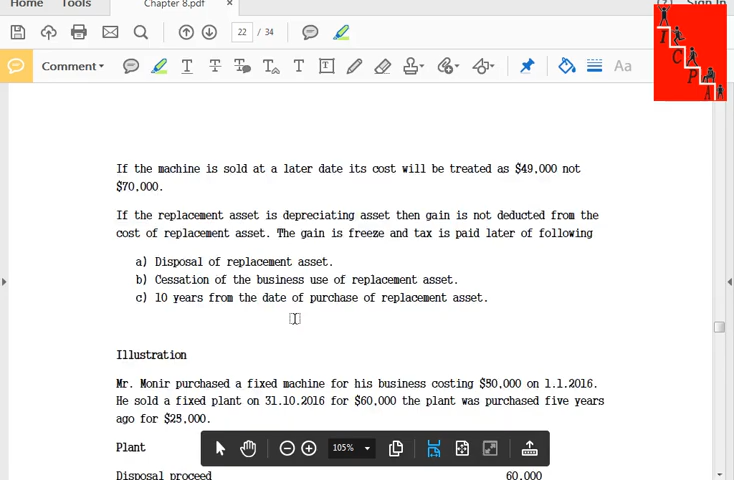 Home Tools Chapter 8.pdf × Sign In
22 / 34
Comment
T T T T T T Aa
I
C
P
A
If the machine is sold at a later date its cost will be treated as $49,000 not
$70,000.
If the replacement asset is depreciating asset then gain is not deducted from the
cost of replacement asset. The gain is freeze and tax is paid later of following
a) Disposal of replacement asset.
b) Cessation of the business use of replacement asset.
c) 10 years from the date of purchase of replacement asset.
Illustration
Mr. Monir purchased a fixed machine for his business costing $50,000 on 1.1.2016.
He sold a fixed plant on 31.10.2016 for $60,000 the plant was purchased five years
ago for $25,000.
Plant
105%
Disposal proceed 60,000